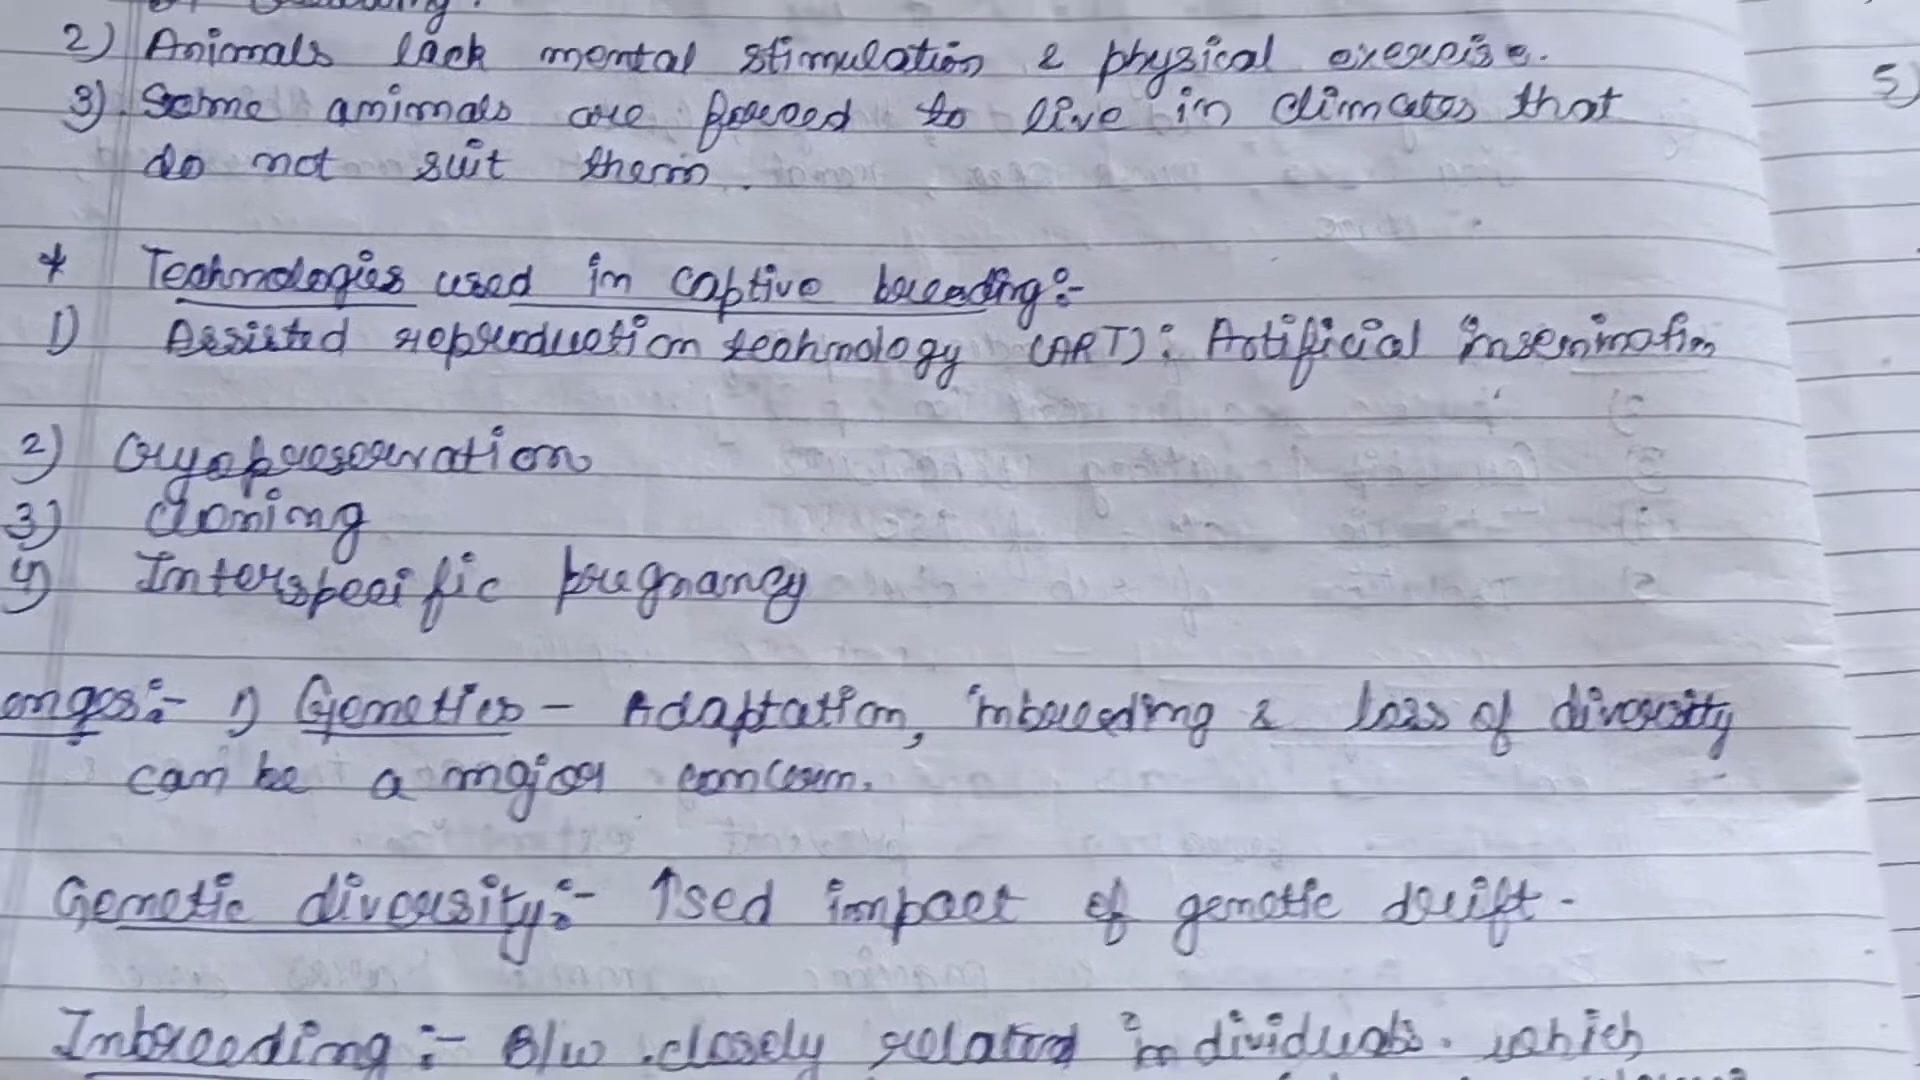 2) Animals lack mental stimulation & physical exercise.
3) Some animals are forced to live in climates that
do not suit them.
* Technologies used in captive breeding:-
1) Assisted reproduction technology (ART): Artificial insemination
2) Cryopreservation
3) Cloning
4) Interspecific pregnancy
enges:- 1) Genetics - Adaptation, inbreeding & loss of diversity
can be a major concern.
Genetic diversity:- ↑sed impact of genetic drift.
Inbreeding:- B/w closely related individuals. which
5)